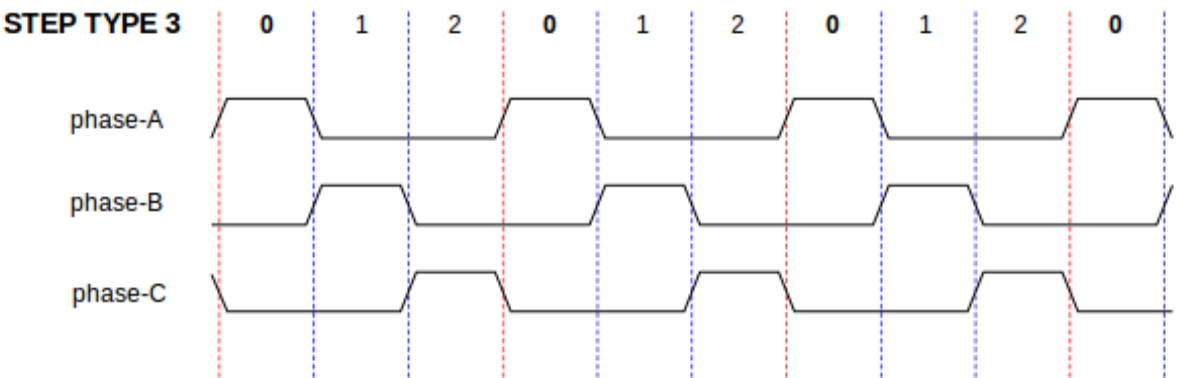 STEP TYPE 3 0 1 2 0 1 2 0 1 2 0
phase-A
phase-B
phase-C